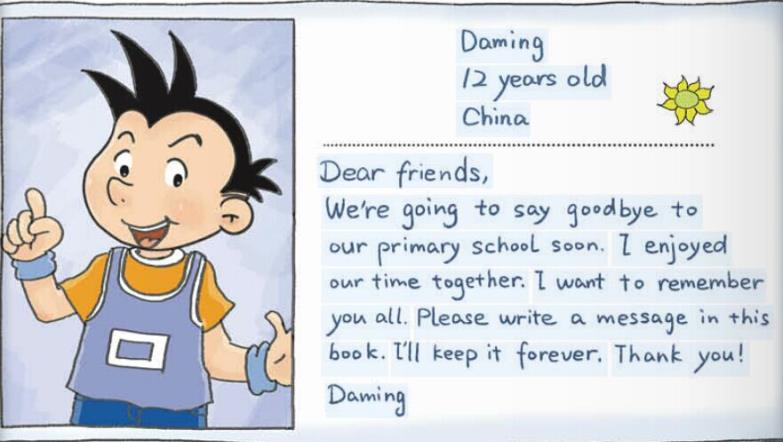 Daming
12 years old
China
Dear friends,
We're going to say goodbye to
our primary school soon. I enjoyed
our time together. I want to remember
you all. Please write a message in this
book. I'll keep it forever. Thank you!
Daming